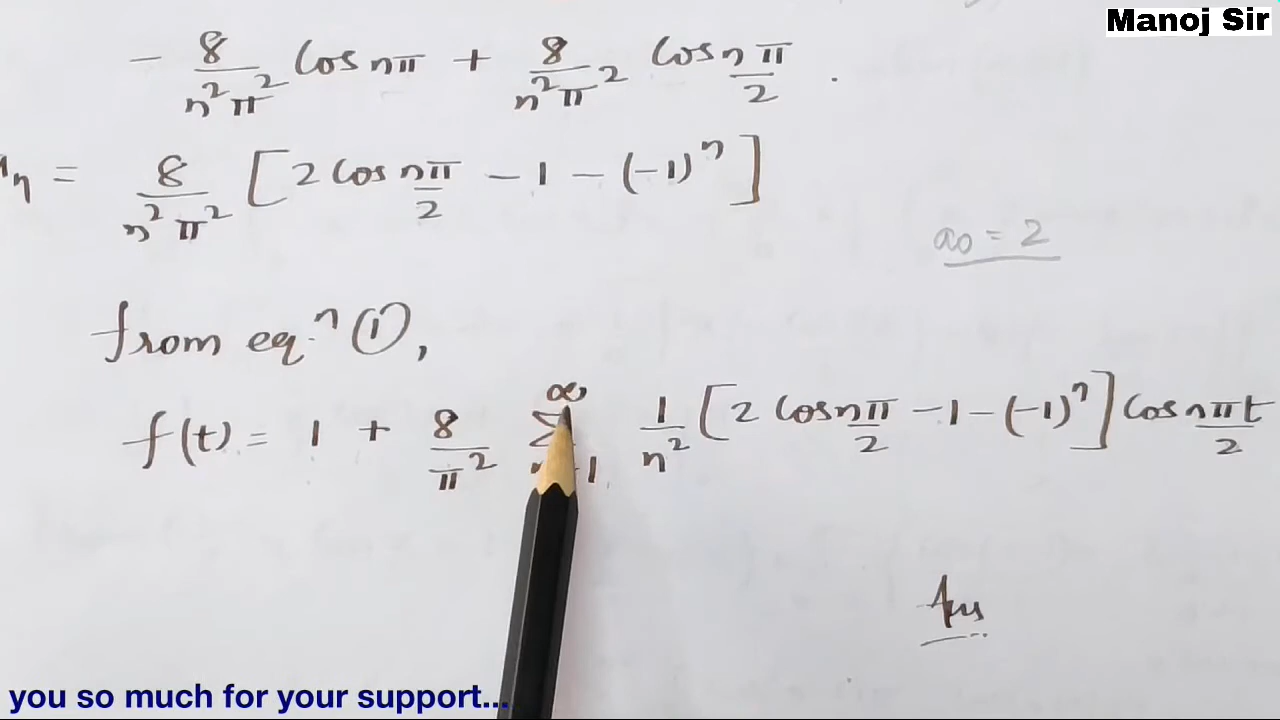 Manoj Sir
- 8/n²π² cos nπ + 8/n²π² cos nπ/2 .
n = 8/n²π² [2 cos nπ/2 - 1 - (-1)ⁿ]
a₀ = 2
from eqⁿ ①,
f(t) = 1 + 8/π² ∑ ∞ 1 1/n² [2 cos nπ/2 - 1 - (-1)ⁿ] cos nπt/2
Ans
you so much for your support...